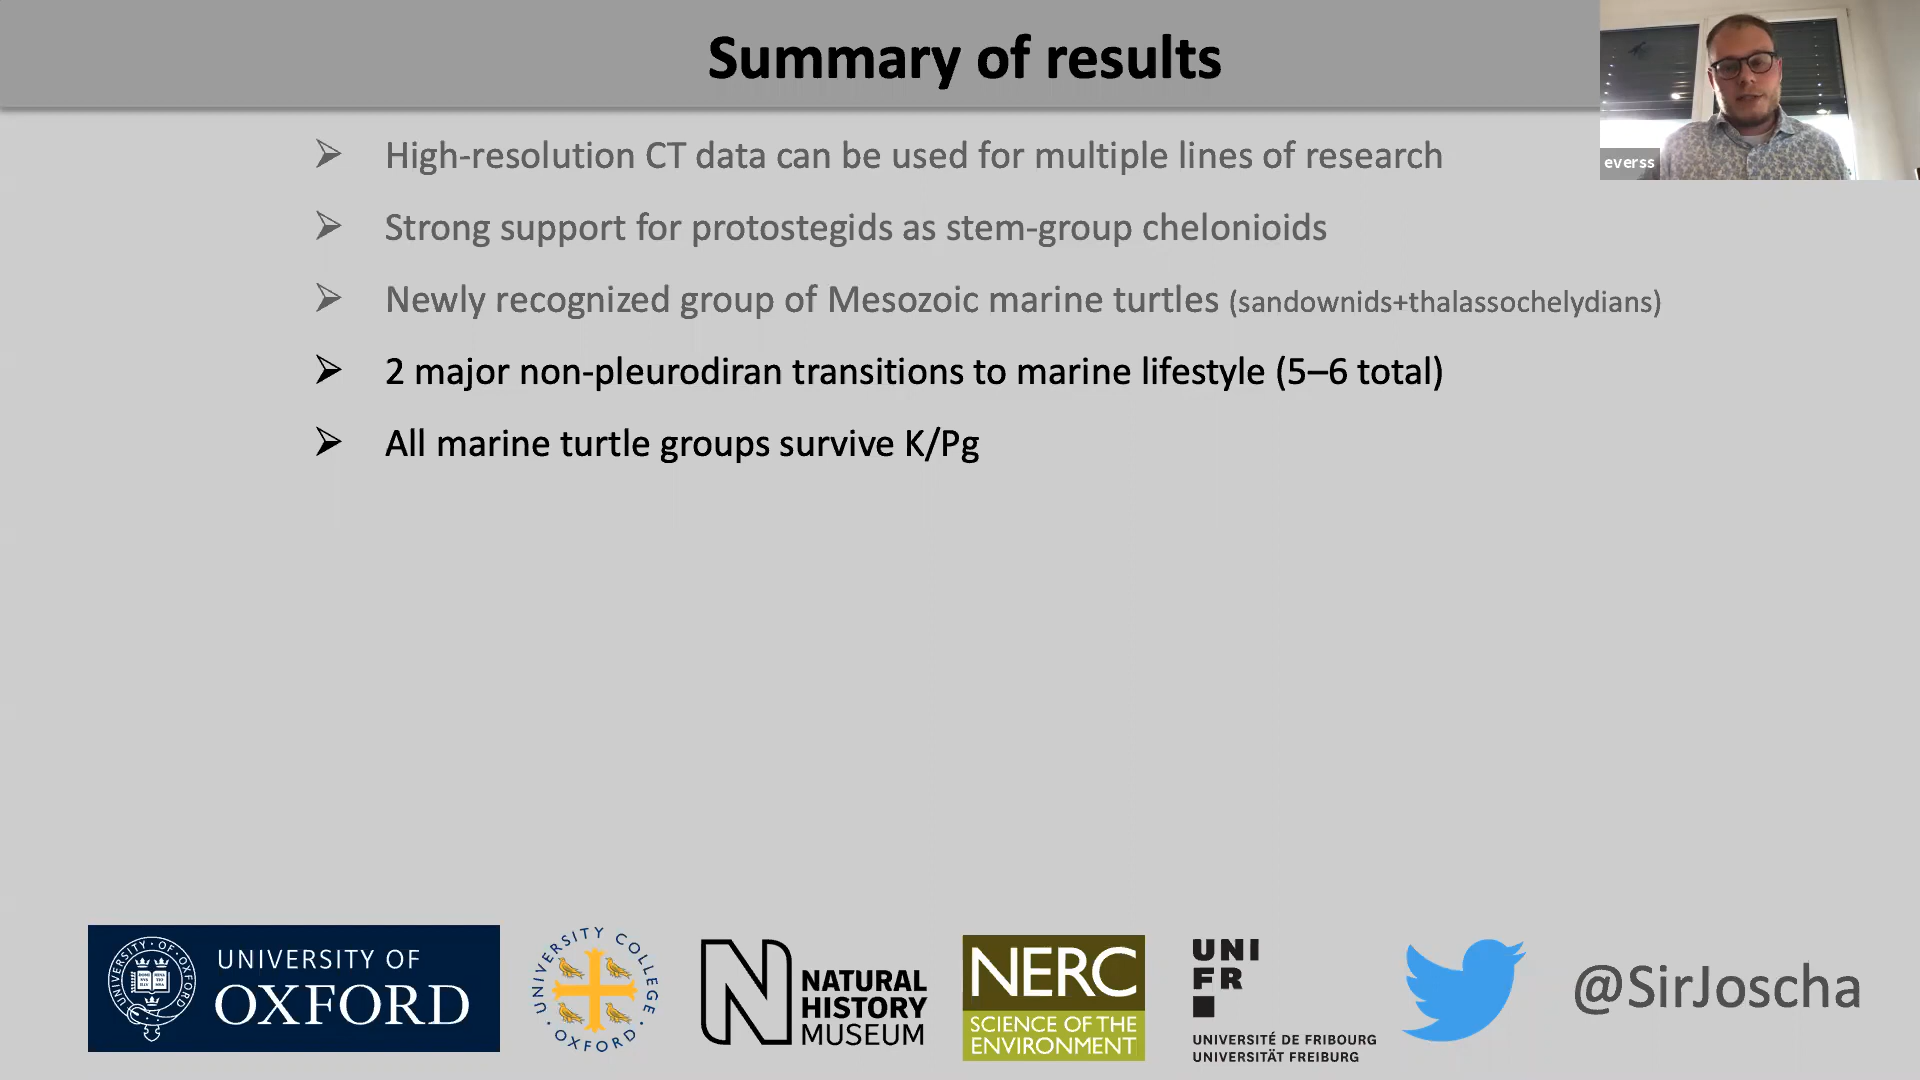 Summary of results
everss
➢ High-resolution CT data can be used for multiple lines of research
➢ Strong support for protostegids as stem-group chelonioids
➢ Newly recognized group of Mesozoic marine turtles (sandownids+thalassochelydians)
➢ 2 major non-pleurodiran transitions to marine lifestyle (5–6 total)
➢ All marine turtle groups survive K/Pg
UNIVERSITY OF
OXFORD
UNIVERSITY COLLEGE
OXFORD
NATURAL
HISTORY
MUSEUM
NERC
SCIENCE OF THE
ENVIRONMENT
UNI
FR
UNIVERSITÉ DE FRIBOURG
UNIVERSITÄT FREIBURG
@SirJoscha